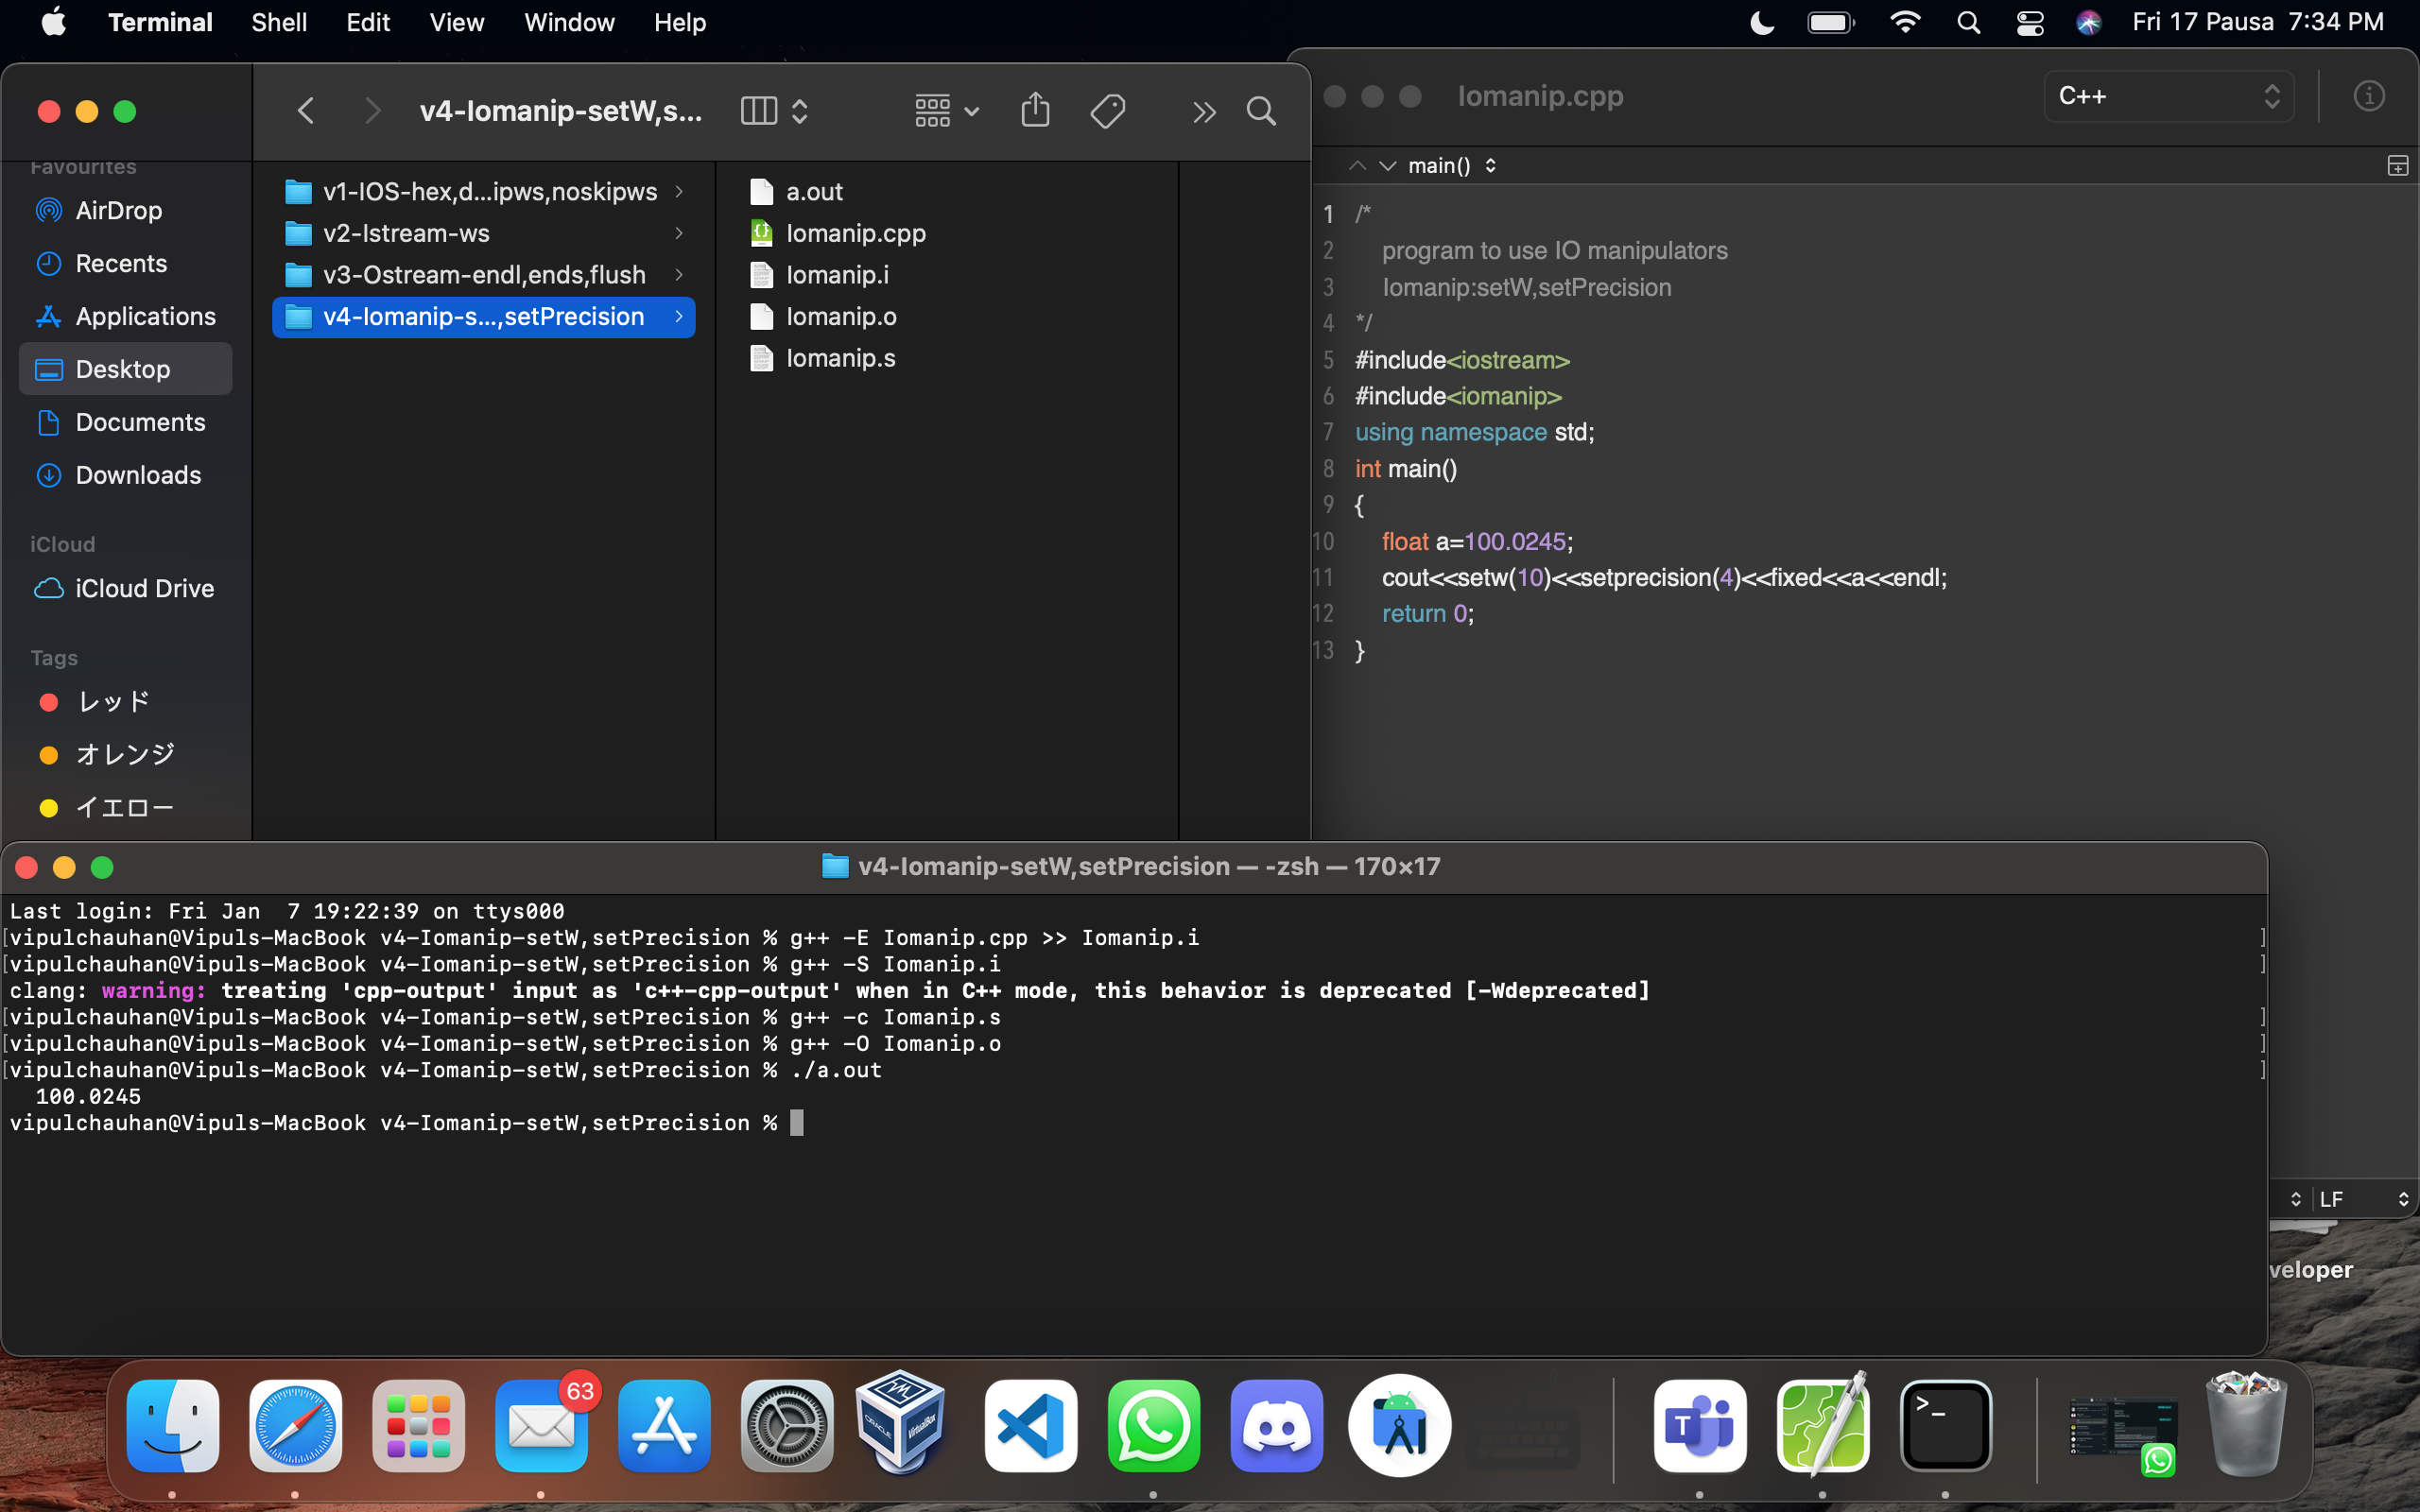 Terminal Shell Edit View Window Help Fri 17 Pausa 7:34 PM
v4-Iomanip-setW,s...
Favourites
AirDrop
Recents
Applications
Desktop
Documents
Downloads
iCloud
iCloud Drive
Tags
レッド
オレンジ
イエロー
v1-IOS-hex,d...ipws,noskipws
v2-Istream-ws
v3-Ostream-endl,ends,flush
v4-Iomanip-s...,setPrecision
a.out
Iomanip.cpp
Iomanip.i
Iomanip.o
Iomanip.s
Iomanip.cpp C++
main()
1 /*
2 program to use IO manipulators
3 Iomanip:setW,setPrecision
4 */
5 #include<iostream>
6 #include<iomanip>
7 using namespace std;
8 int main()
9 {
10 float a=100.0245;
11 cout<<setw(10)<<setprecision(4)<<fixed<<a<<endl;
12 return 0;
13 }
LF
v4-Iomanip-setW,setPrecision — -zsh — 170×17
Last login: Fri Jan  7 19:22:39 on ttys000
[vipulchauhan@Vipuls-MacBook v4-Iomanip-setW,setPrecision % g++ -E Iomanip.cpp >> Iomanip.i ]
[vipulchauhan@Vipuls-MacBook v4-Iomanip-setW,setPrecision % g++ -S Iomanip.i ]
clang: warning: treating 'cpp-output' input as 'c++-cpp-output' when in C++ mode, this behavior is deprecated [-Wdeprecated]
[vipulchauhan@Vipuls-MacBook v4-Iomanip-setW,setPrecision % g++ -c Iomanip.s ]
[vipulchauhan@Vipuls-MacBook v4-Iomanip-setW,setPrecision % g++ -O Iomanip.o ]
[vipulchauhan@Vipuls-MacBook v4-Iomanip-setW,setPrecision % ./a.out ]
100.0245
vipulchauhan@Vipuls-MacBook v4-Iomanip-setW,setPrecision %
veloper
63
ORACLE VirtualBox
T
>_